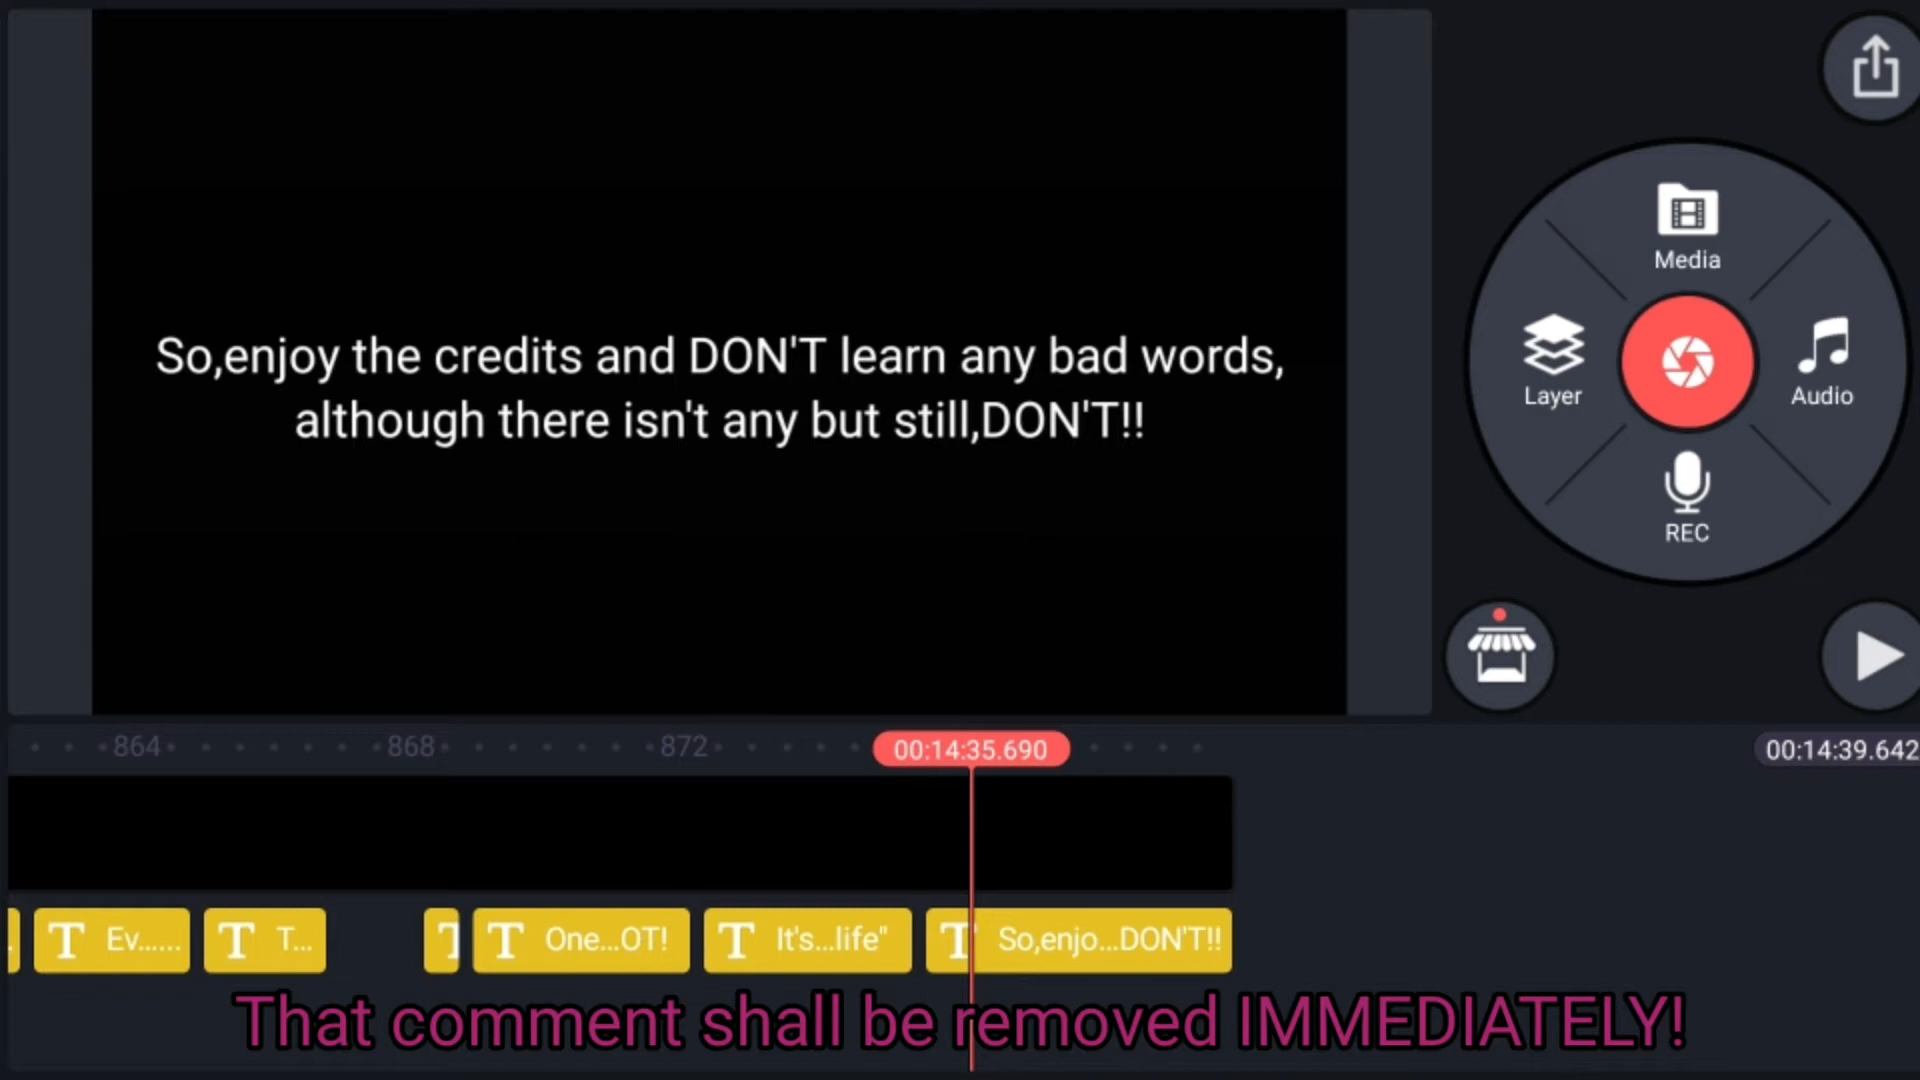 Media
Layer
Audio
REC
So,enjoy the credits and DON'T learn any bad words,
although there isn't any but still,DON'T!!
864
868
872
00:14:35.690
00:14:39.642
Ev......
T...
One...OT!
It's...life"
So,enjo...DON'T!!
That comment shall be removed IMMEDIATELY!